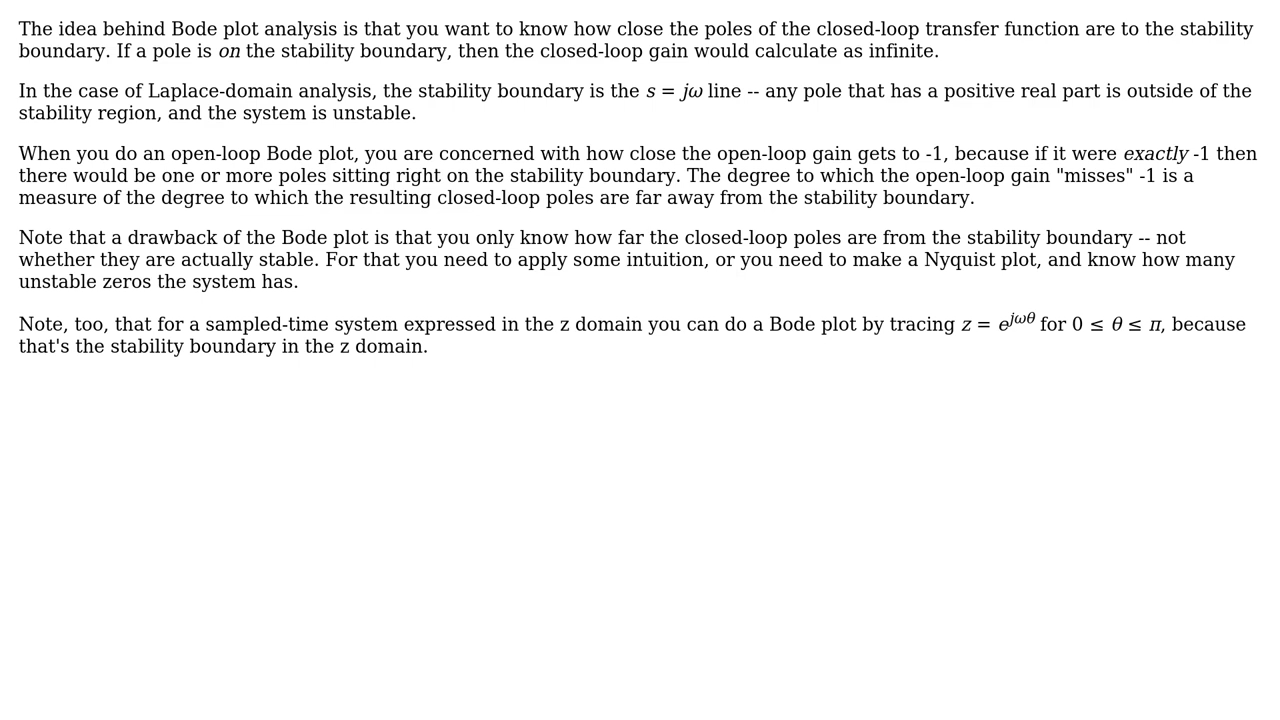 The idea behind Bode plot analysis is that you want to know how close the poles of the closed-loop transfer function are to the stability
boundary. If a pole is on the stability boundary, then the closed-loop gain would calculate as infinite.
In the case of Laplace-domain analysis, the stability boundary is the s = jω line -- any pole that has a positive real part is outside of the
stability region, and the system is unstable.
When you do an open-loop Bode plot, you are concerned with how close the open-loop gain gets to -1, because if it were exactly -1 then
there would be one or more poles sitting right on the stability boundary. The degree to which the open-loop gain "misses" -1 is a
measure of the degree to which the resulting closed-loop poles are far away from the stability boundary.
Note that a drawback of the Bode plot is that you only know how far the closed-loop poles are from the stability boundary -- not
whether they are actually stable. For that you need to apply some intuition, or you need to make a Nyquist plot, and know how many
unstable zeros the system has.
Note, too, that for a sampled-time system expressed in the z domain you can do a Bode plot by tracing z = e^{jωθ} for 0 ≤ θ ≤ π, because
that's the stability boundary in the z domain.